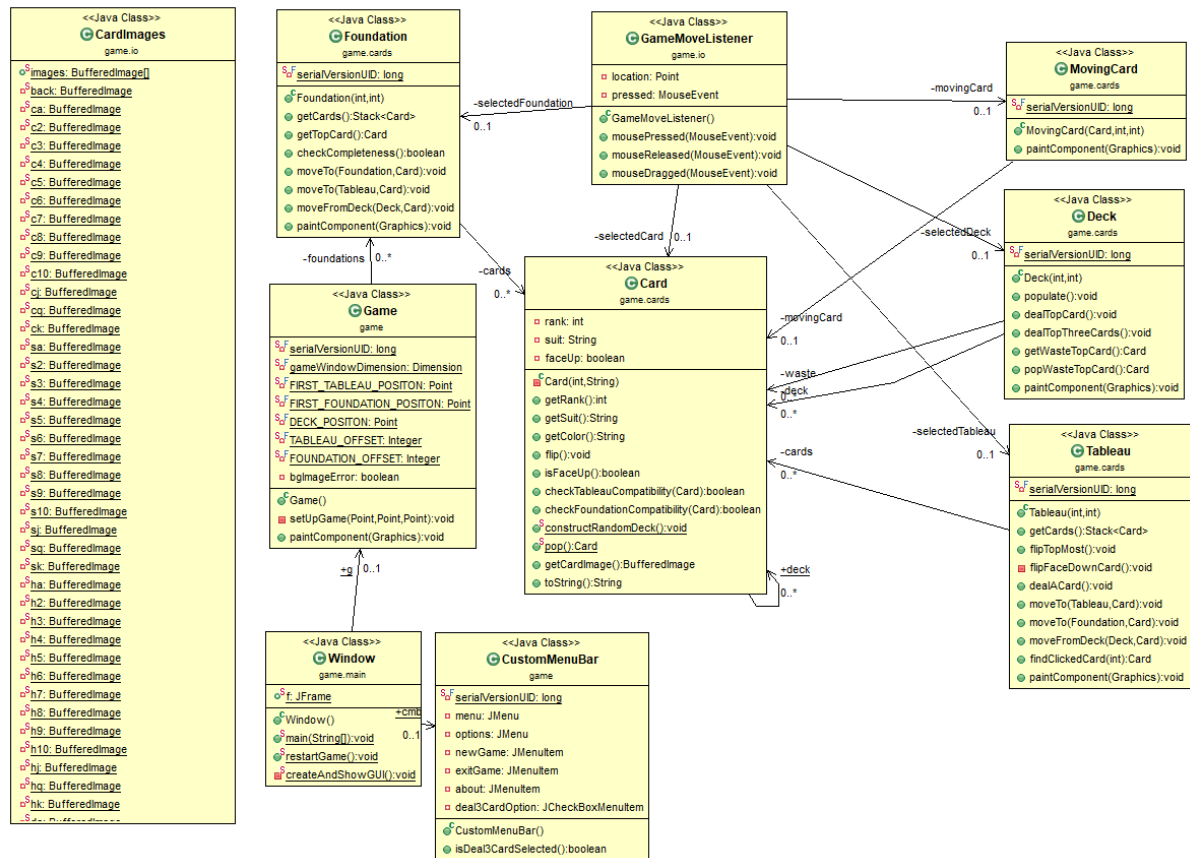 <<Java Class>>
CardImages
game.io
images: BufferedImage[]
back: BufferedImage
ca: BufferedImage
c2: BufferedImage
c3: BufferedImage
c4: BufferedImage
c5: BufferedImage
c6: BufferedImage
c7: BufferedImage
c8: BufferedImage
c9: BufferedImage
c10: BufferedImage
cj: BufferedImage
cq: BufferedImage
ck: BufferedImage
sa: BufferedImage
s2: BufferedImage
s3: BufferedImage
s4: BufferedImage
s5: BufferedImage
s6: BufferedImage
s7: BufferedImage
s8: BufferedImage
s9: BufferedImage
s10: BufferedImage
sj: BufferedImage
sq: BufferedImage
sk: BufferedImage
ha: BufferedImage
h2: BufferedImage
h3: BufferedImage
h4: BufferedImage
h5: BufferedImage
h6: BufferedImage
h7: BufferedImage
h8: BufferedImage
h9: BufferedImage
h10: BufferedImage
hj: BufferedImage
hq: BufferedImage
hk: BufferedImage
<<Java Class>>
Foundation
game.cards
serialVersionUID: long
Foundation(int,int)
getCards():Stack<Card>
getTopCard():Card
checkCompleteness():boolean
moveTo(Foundation,Card):void
moveTo(Tableau,Card):void
moveFromDeck(Deck,Card):void
paintComponent(Graphics):void
-selectedFoundation
0..1
<<Java Class>>
GameMoveListener
game.io
location: Point
pressed: MouseEvent
GameMoveListener()
mousePressed(MouseEvent):void
mouseReleased(MouseEvent):void
mouseDragged(MouseEvent):void
-movingCard
0..1
<<Java Class>>
MovingCard
game.cards
serialVersionUID: long
MovingCard(Card,int,int)
paintComponent(Graphics):void
-selectedDeck
0..1
<<Java Class>>
Deck
game.cards
serialVersionUID: long
Deck(int,int)
populate():void
dealTopCard():void
dealTopThreeCards():void
getWasteTopCard():Card
popWasteTopCard():Card
paintComponent(Graphics):void
-foundations
0..*
-cards
0..*
-selectedCard
0..1
<<Java Class>>
Game
game
serialVersionUID: long
gameWindowDimension: Dimension
FIRST_TABLEAU_POSITON: Point
FIRST_FOUNDATION_POSITON: Point
DECK_POSITON: Point
TABLEAU_OFFSET: Integer
FOUNDATION_OFFSET: Integer
bgImageError: boolean
Game()
setUpGame(Point,Point,Point):void
paintComponent(Graphics):void
<<Java Class>>
Card
game.cards
rank: int
suit: String
faceUp: boolean
Card(int,String)
getRank():int
getSuit():String
getColor():String
flip():void
isFaceUp():boolean
checkTableauCompatibility(Card):boolean
checkFoundationCompatibility(Card):boolean
constructRandomDeck():void
pop():Card
getCardImage():BufferedImage
toString():String
-movingCard
0..1
-waste
0..*
-deck
0..*
-cards
0..*
+deck
0..*
-selectedTableau
0..1
<<Java Class>>
Tableau
game.cards
serialVersionUID: long
Tableau(int,int)
getCards():Stack<Card>
flipTopMost():void
flipFaceDownCard():void
dealACard():void
moveTo(Tableau,Card):void
moveTo(Foundation,Card):void
moveFromDeck(Deck,Card):void
findClickedCard(int):Card
paintComponent(Graphics):void
+g
0..1
<<Java Class>>
Window
game.main
f: JFrame
Window()
main(String[]):void
restartGame():void
createAndShowGUI():void
+cmb
0..1
<<Java Class>>
CustomMenuBar
game
serialVersionUID: long
menu: JMenu
options: JMenu
newGame: JMenuItem
exitGame: JMenuItem
about: JMenuItem
deal3CardOption: JCheckBoxMenuItem
CustomMenuBar()
isDeal3CardSelected():boolean